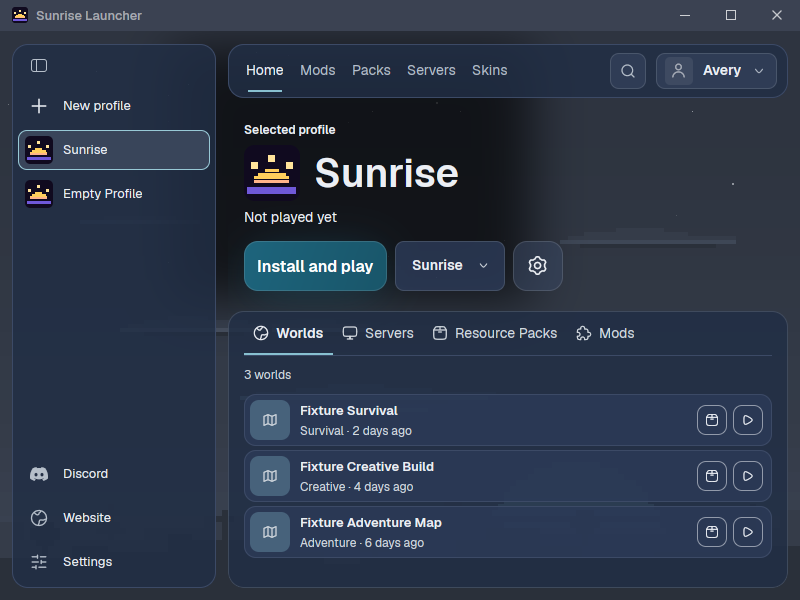 Sunrise Launcher
New profile
Sunrise
Empty Profile
Discord
Website
Settings
Home Mods Packs Servers Skins
Avery
Selected profile
Sunrise
Not played yet
Install and play
Sunrise
Worlds Servers Resource Packs Mods
3 worlds
Fixture Survival
Survival · 2 days ago
Fixture Creative Build
Creative · 4 days ago
Fixture Adventure Map
Adventure · 6 days ago